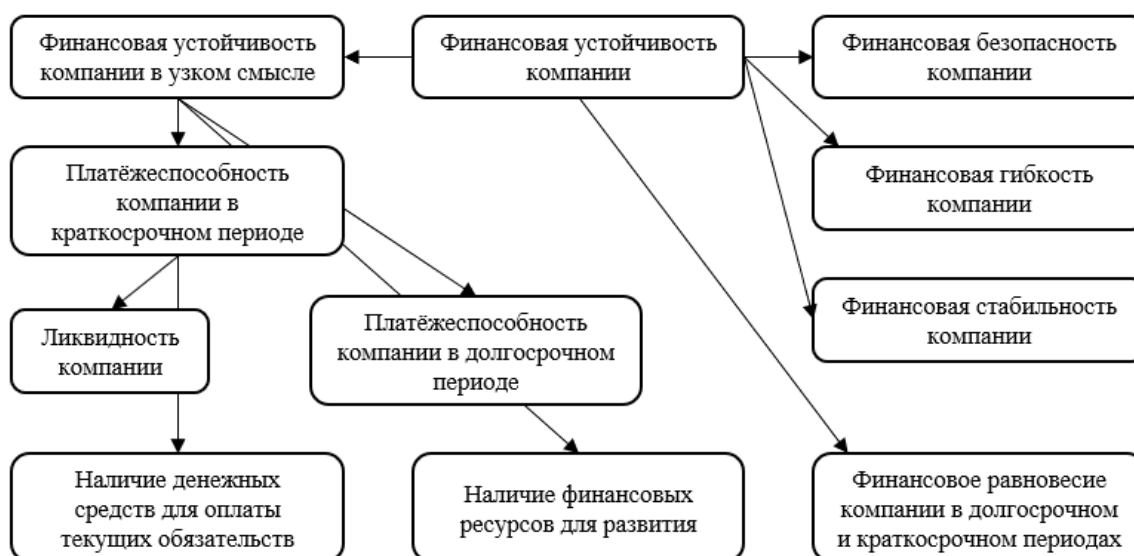 Финансовая устойчивость
компании в узком смысле
Финансовая устойчивость
компании
Финансовая безопасность
компании
Платёжеспособность
компании в
краткосрочном периоде
Финансовая гибкость
компании
Ликвидность
компании
Платёжеспособность
компании в долгосрочном
периоде
Финансовая стабильность
компании
Наличие денежных
средств для оплаты
текущих обязательств
Наличие финансовых
ресурсов для развития
Финансовое равновесие
компании в долгосрочном
и краткосрочном периодах